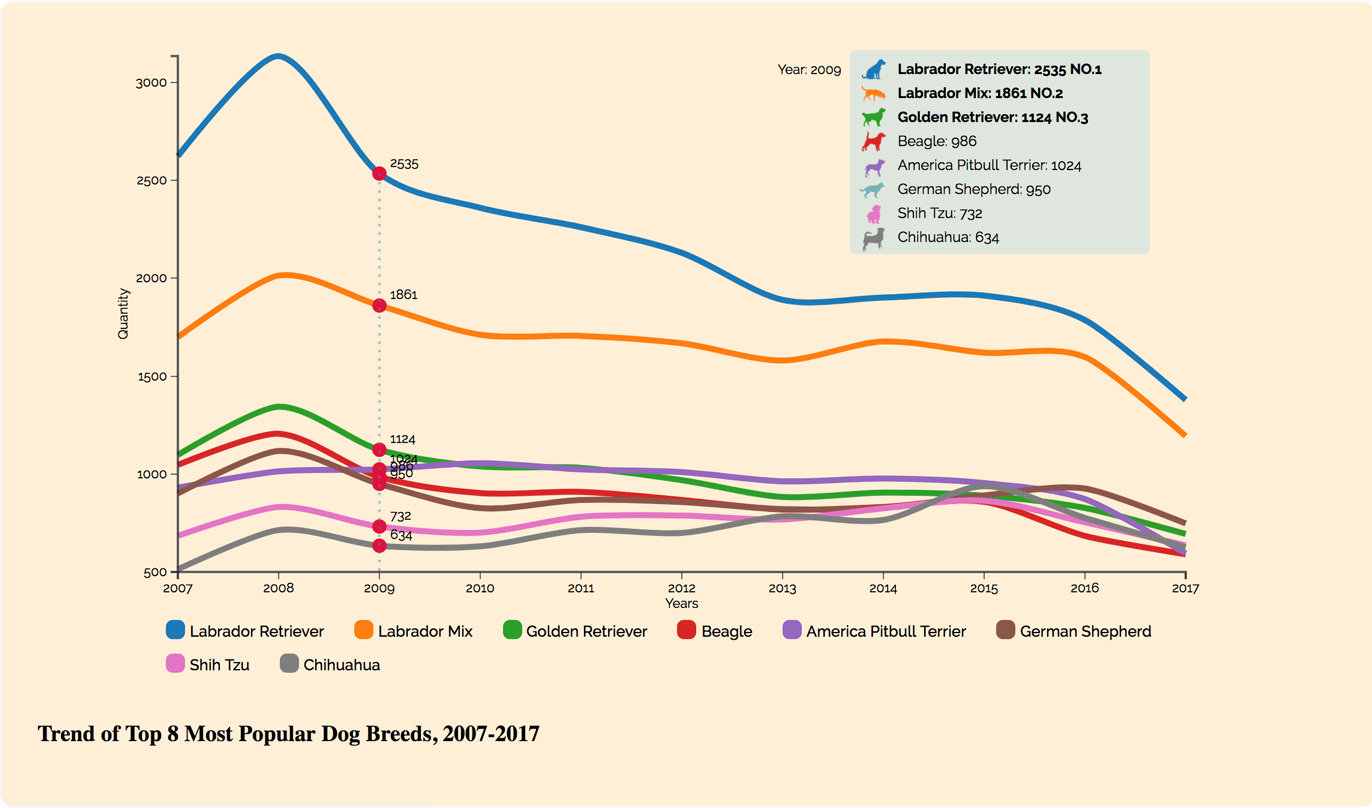 Year: 2009
Labrador Retriever: 2535 NO.1
Labrador Mix: 1861 NO.2
Golden Retriever: 1124 NO.3
Beagle: 986
America Pitbull Terrier: 1024
German Shepherd: 950
Shih Tzu: 732
Chihuahua: 634
3000
2500
2000
1500
1000
500
Quantity
2535
1861
1124
1024
986
950
732
634
2007 2008 2009 2010 2011 2012 2013 2014 2015 2016 2017
Years
Labrador Retriever Labrador Mix Golden Retriever Beagle America Pitbull Terrier German Shepherd
Shih Tzu Chihuahua
Trend of Top 8 Most Popular Dog Breeds, 2007-2017